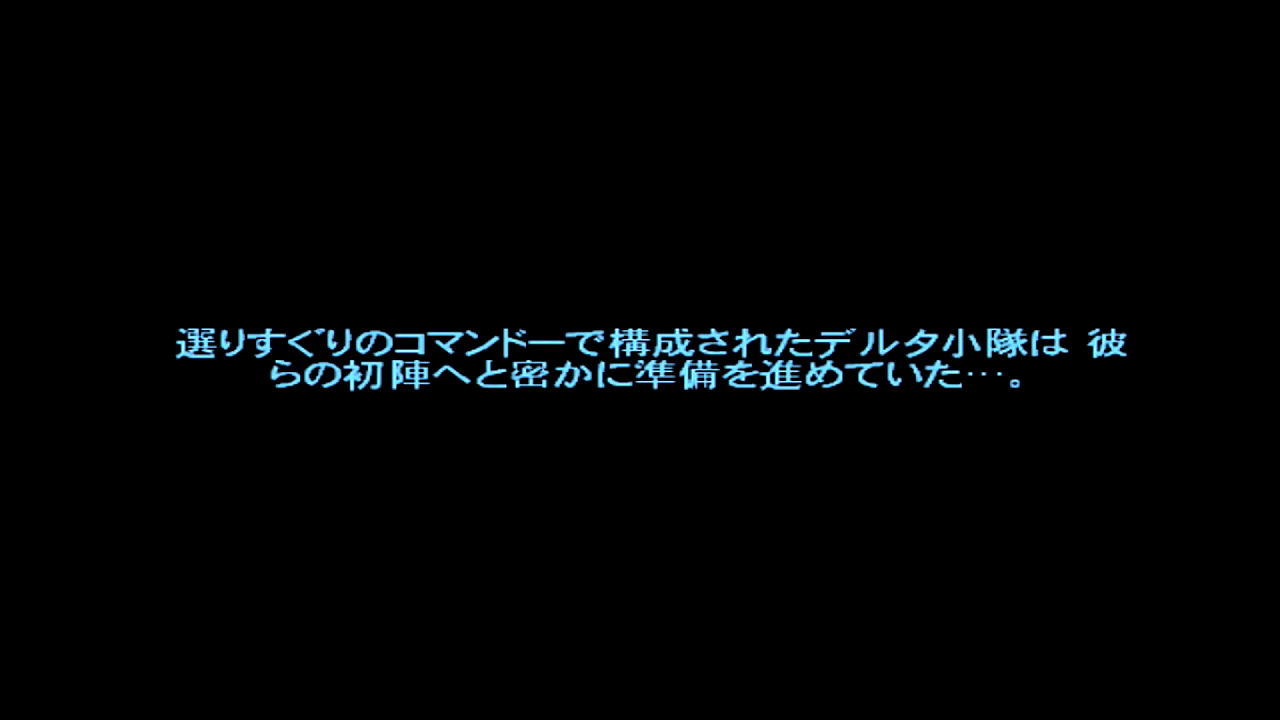 選りすぐりのコマンドーで構成されたデルタ小隊は 彼
らの初陣へと密かに準備を進めていた…。